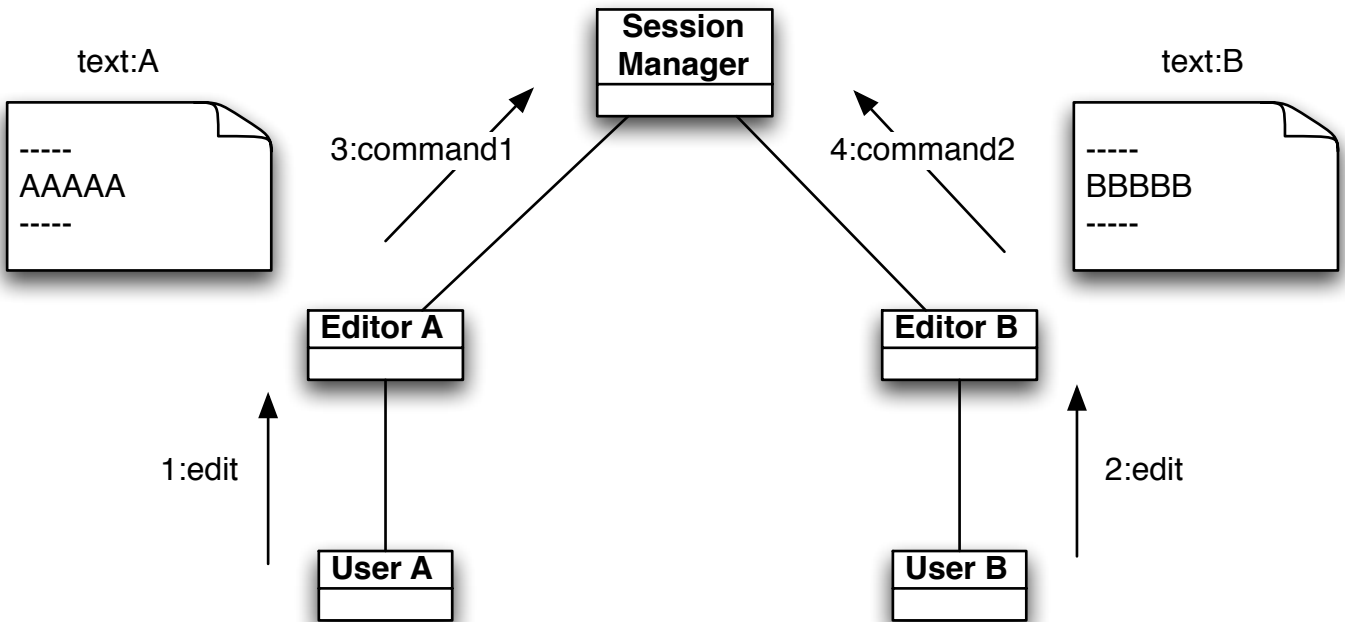 Session
Manager
text:A
text:B
-----
AAAAA
-----
3:command1
4:command2
-----
BBBBB
-----
Editor A
Editor B
1:edit
2:edit
User A
User B